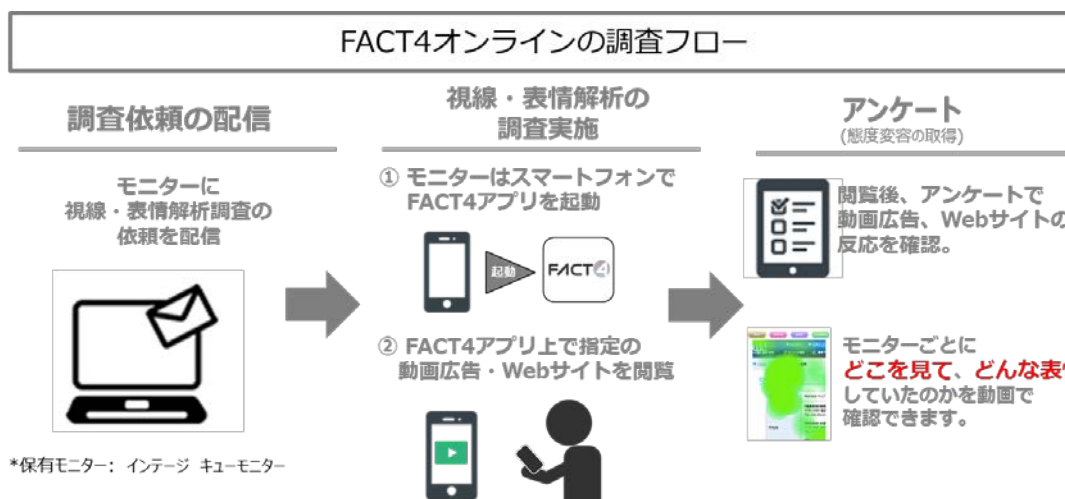 FACT4オンラインの調査フロー
調査依頼の配信
モニターに
視線・表情解析調査の
依頼を配信
*保有モニター: インテージ キューモニター
視線・表情解析の
調査実施
① モニターはスマートフォンで
FACT4アプリを起動
起動
FACT4
② FACT4アプリ上で指定の
動画広告・Webサイトを閲覧
アンケート
(態度変容の取得)
閲覧後、アンケートで
動画広告、Webサイトの
反応を確認。
モニターごとに
どこを見て、どんな表
していたのかを動画で
確認できます。